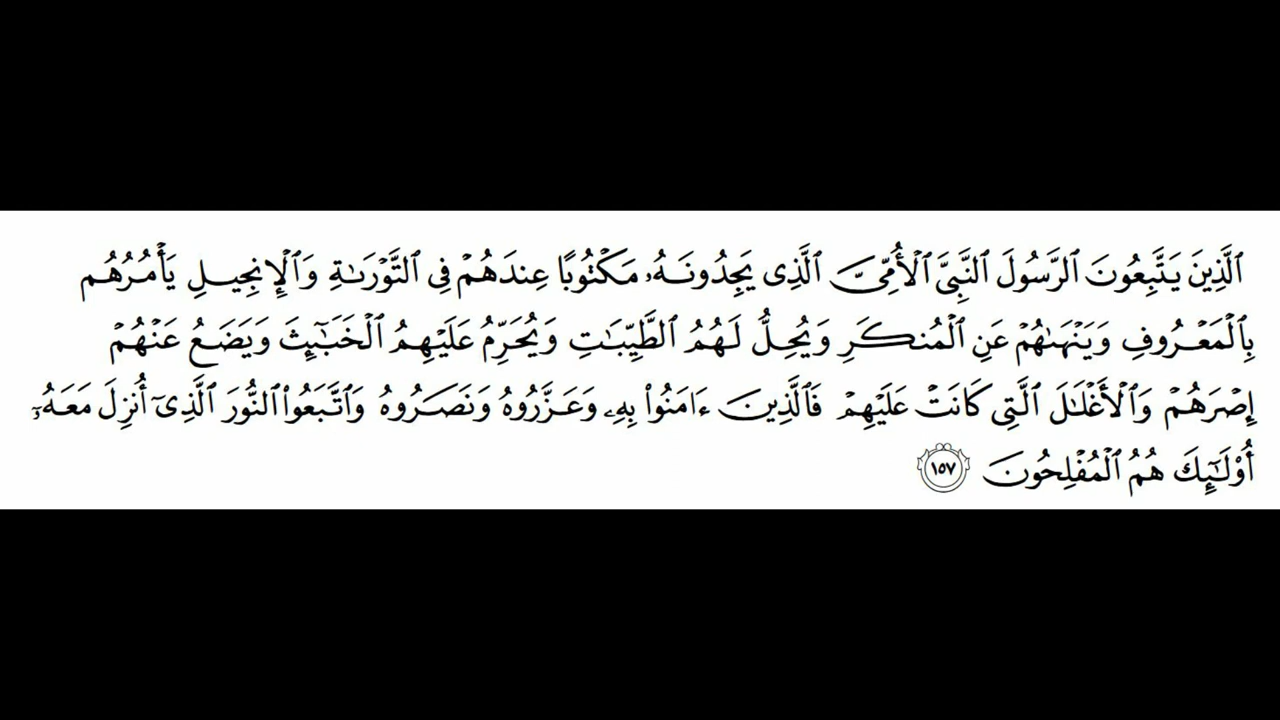 ٱلَّذِينَ يَتَّبِعُونَ ٱلرَّسُولَ ٱلنَّبِىَّ ٱلْأُمِّىَّ ٱلَّذِى يَجِدُونَهُۥ مَكْتُوبًا عِندَهُمْ فِى ٱلتَّوْرَىٰةِ وَٱلْإِنجِيلِ يَأْمُرُهُم
بِٱلْمَعْرُوفِ وَيَنْهَىٰهُمْ عَنِ ٱلْمُنكَرِ وَيُحِلُّ لَهُمُ ٱلطَّيِّبَٰتِ وَيُحَرِّمُ عَلَيْهِمُ ٱلْخَبَٰٓئِثَ وَيَضَعُ عَنْهُمْ
إِصْرَهُمْ وَٱلْأَغْلَٰلَ ٱلَّتِى كَانَتْ عَلَيْهِمْ فَٱلَّذِينَ ءَامَنُوا۟ بِهِۦ وَعَزَّرُوهُ وَنَصَرُوهُ وَٱتَّبَعُوا۟ ٱلنُّورَ ٱلَّذِىٓ أُنزِلَ مَعَهُۥٓ
أُو۟لَٰٓئِكَ هُمُ ٱلْمُفْلِحُونَ ١٥٧